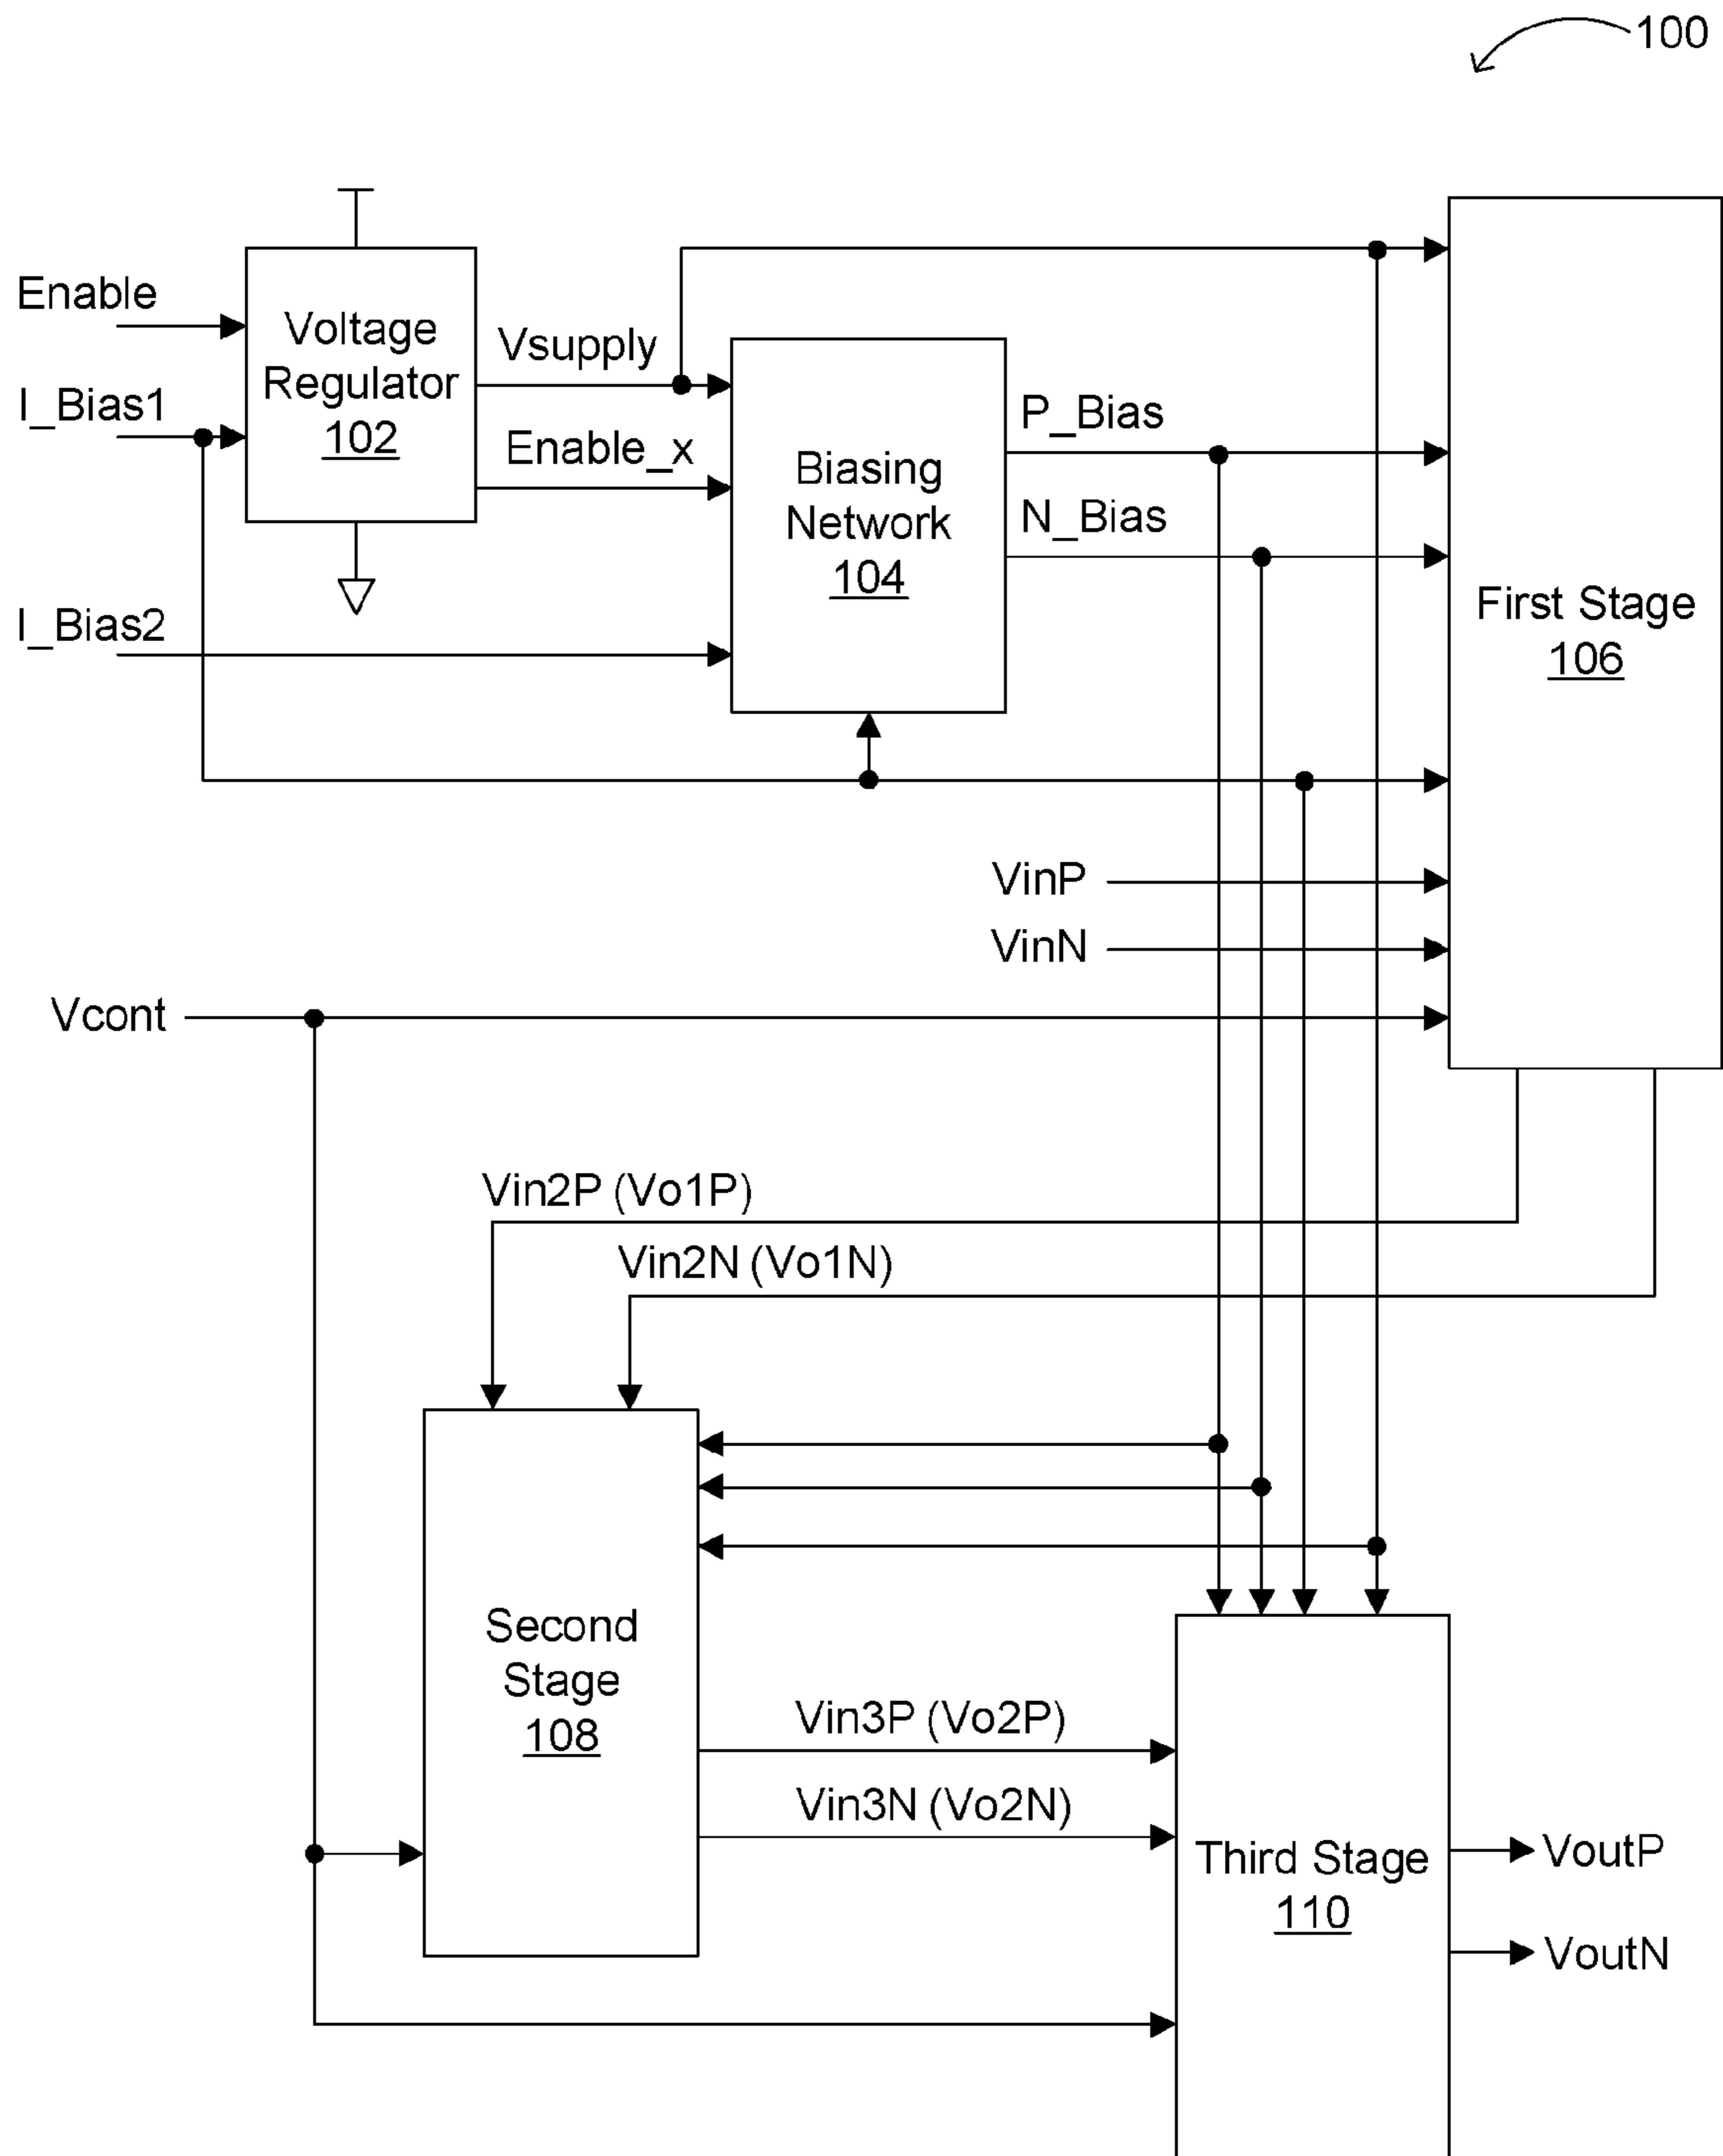 100
Enable
Voltage
Regulator
102
I_Bias1
Vsupply
Enable_x
I_Bias2
Biasing
Network
104
P_Bias
N_Bias
First Stage
106
VinP
VinN
Vcont
Vin2P (Vo1P)
Vin2N (Vo1N)
Second
Stage
108
Vin3P (Vo2P)
Vin3N (Vo2N)
Third Stage
110
VoutP
VoutN